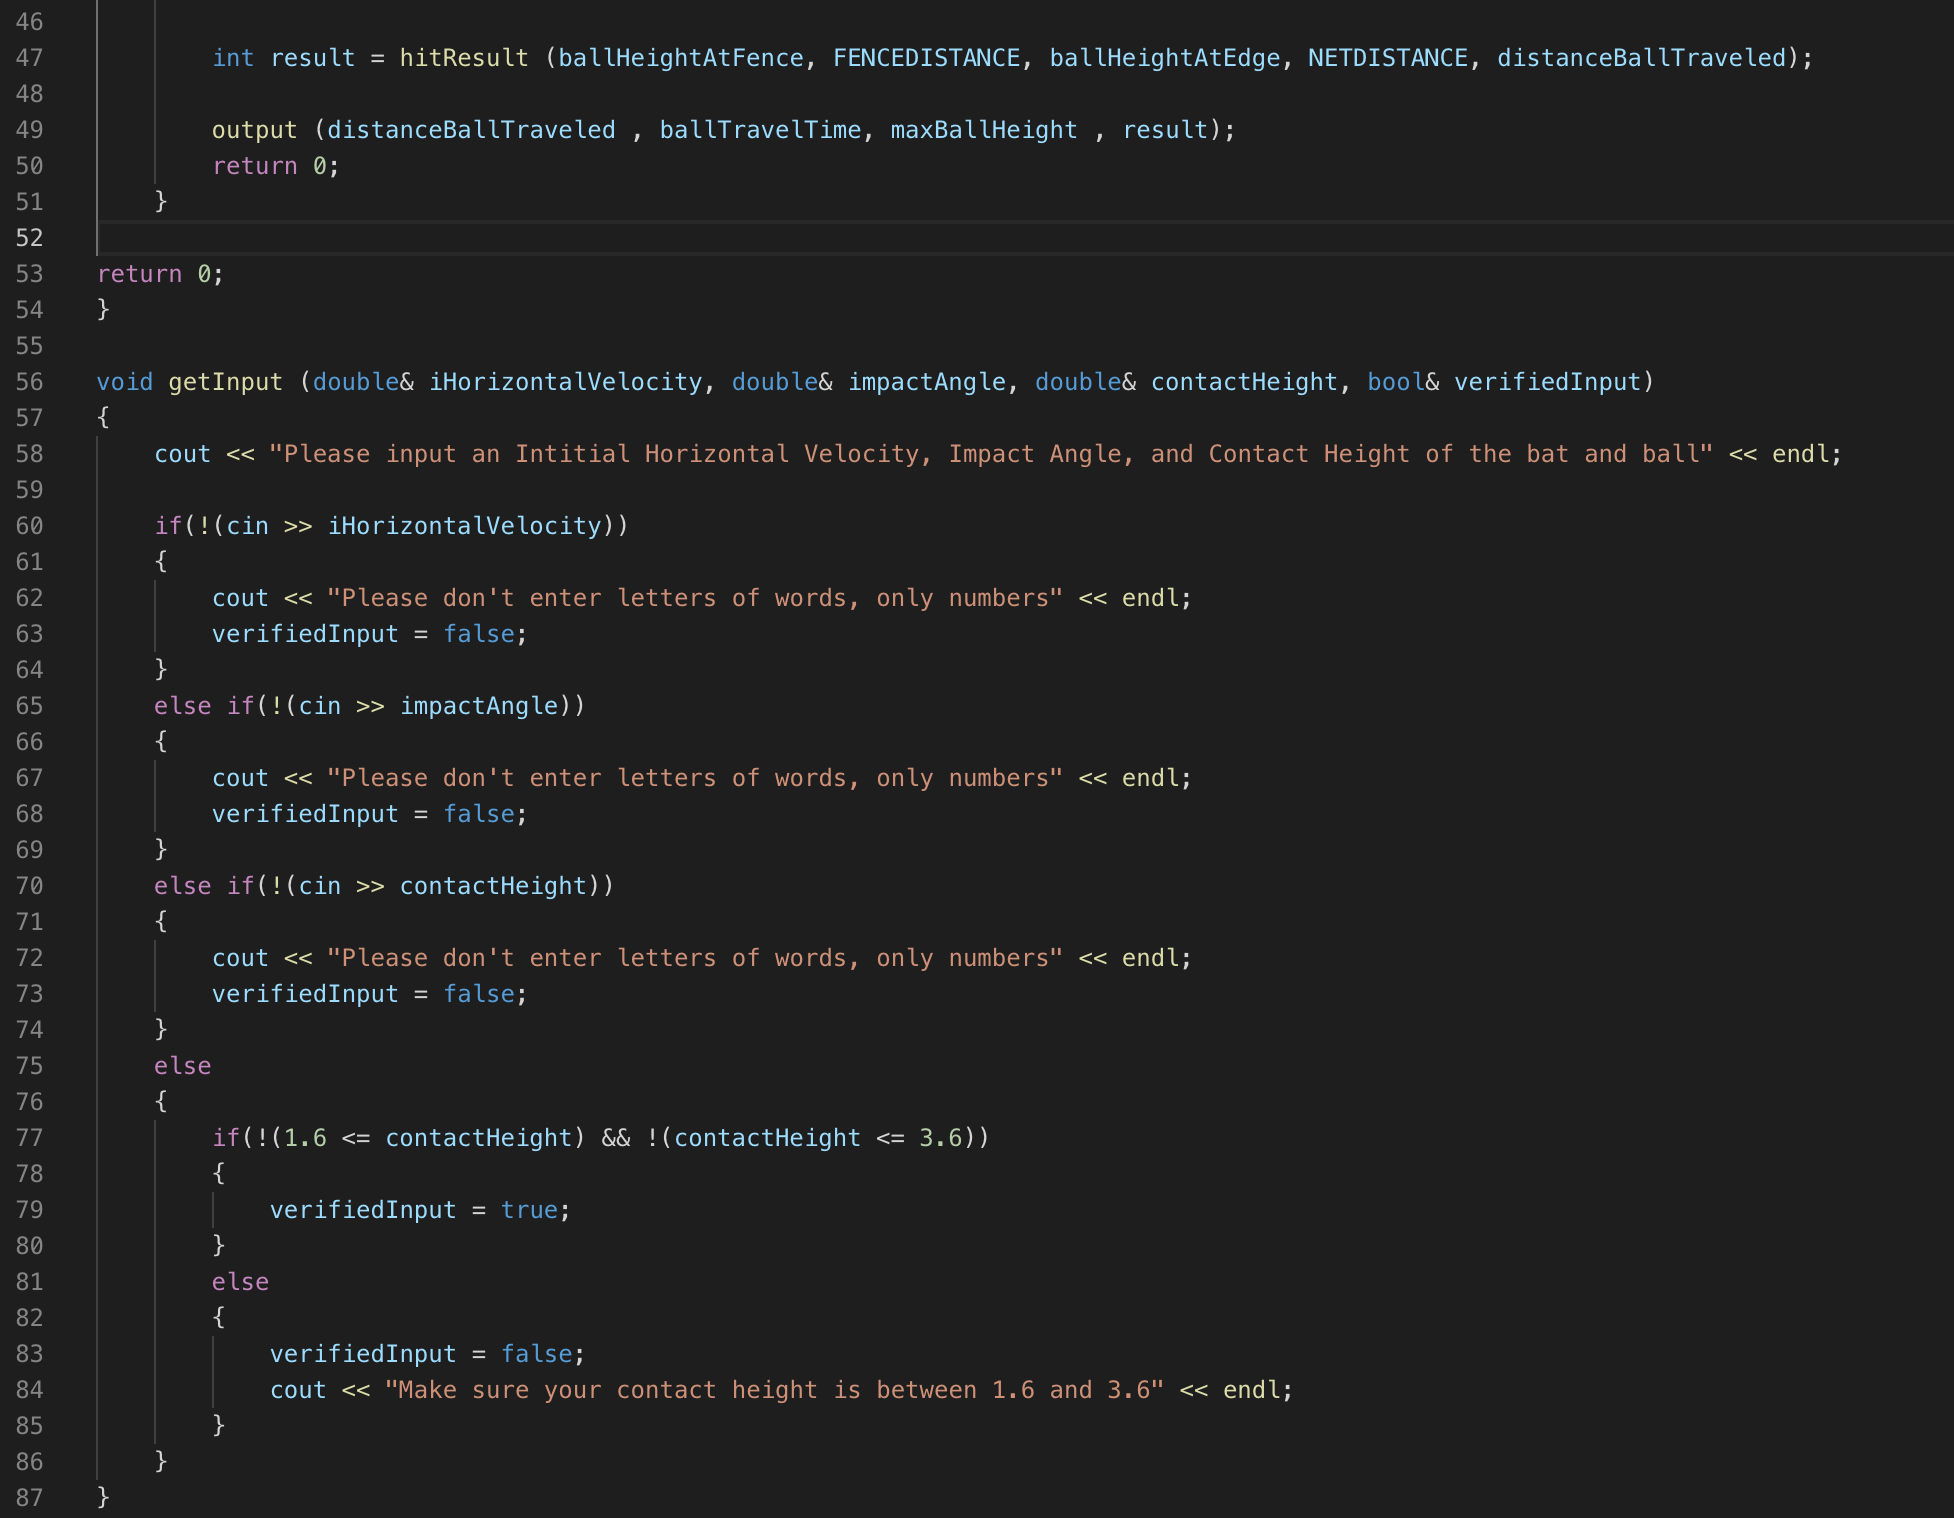 46
47 int result = hitResult (ballHeightAtFence, FENCEDISTANCE, ballHeightAtEdge, NETDISTANCE, distanceBallTraveled);
48
49 output (distanceBallTraveled , ballTravelTime, maxBallHeight , result);
50 return 0;
51 }
52
53 return 0;
54 }
55
56 void getInput (double& iHorizontalVelocity, double& impactAngle, double& contactHeight, bool& verifiedInput)
57 {
58 cout << "Please input an Intitial Horizontal Velocity, Impact Angle, and Contact Height of the bat and ball" << endl;
59
60 if(!(cin >> iHorizontalVelocity))
61 {
62 cout << "Please don't enter letters of words, only numbers" << endl;
63 verifiedInput = false;
64 }
65 else if(!(cin >> impactAngle))
66 {
67 cout << "Please don't enter letters of words, only numbers" << endl;
68 verifiedInput = false;
69 }
70 else if(!(cin >> contactHeight))
71 {
72 cout << "Please don't enter letters of words, only numbers" << endl;
73 verifiedInput = false;
74 }
75 else
76 {
77 if(!(1.6 <= contactHeight) && !(contactHeight <= 3.6))
78 {
79 verifiedInput = true;
80 }
81 else
82 {
83 verifiedInput = false;
84 cout << "Make sure your contact height is between 1.6 and 3.6" << endl;
85 }
86 }
87 }